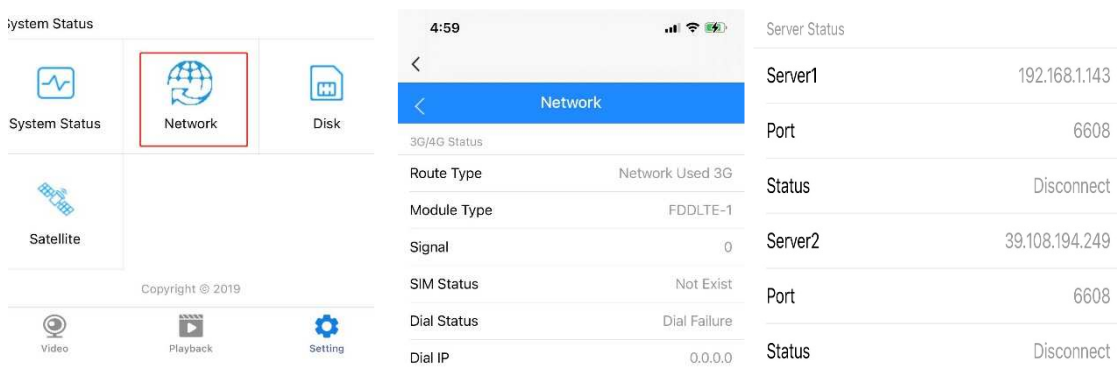 System Status
System Status
Network
Disk
Satellite
Copyright © 2019
Video
Playback
Setting
4:59
Network
3G/4G Status
Route Type Network Used 3G
Module Type FDDLTE-1
Signal 0
SIM Status Not Exist
Dial Status Dial Failure
Dial IP 0.0.0.0
Server Status
Server1 192.168.1.143
Port 6608
Status Disconnect
Server2 39.108.194.249
Port 6608
Status Disconnect